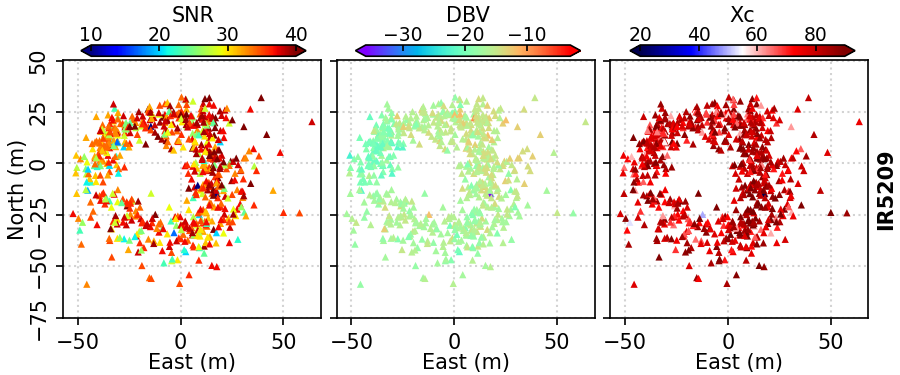 SNR DBV Xc
10 20 30 40 −30 −20 −10 20 40 60 80
50
25
0
−25
−50
−75
North (m)
−50 0 50 −50 0 50 −50 0 50
East (m) East (m) East (m)
IR5209